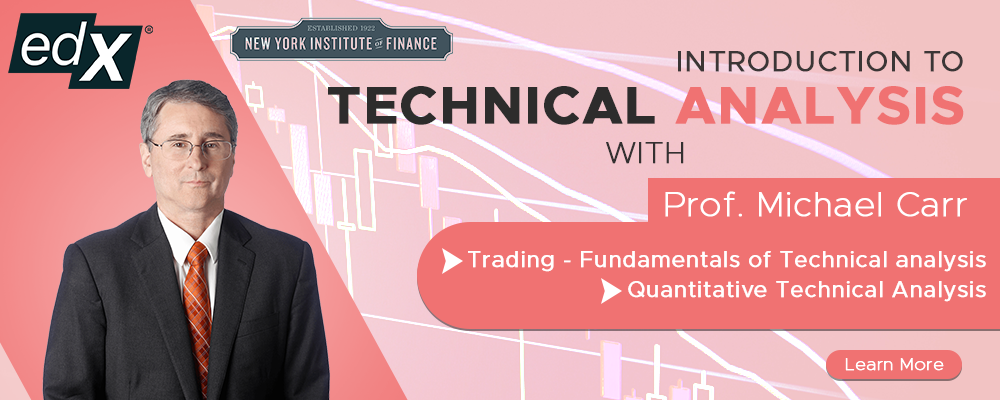 edX®
ESTABLISHED 1922
NEW YORK INSTITUTE OF FINANCE
INTRODUCTION TO
TECHNICAL ANALYSIS
WITH
Prof. Michael Carr
Trading - Fundamentals of Technical analysis
Quantitative Technical Analysis
Learn More